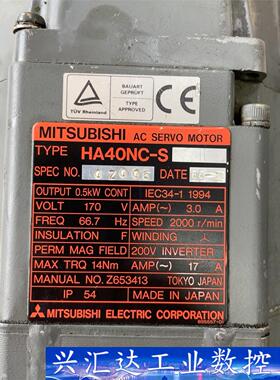 BAUART
GEPRÜFT
TÜV Rheinland
TYPE
APPROVED
CE
MITSUBISHI AC SERVO MOTOR
TYPE HA40NC-S
SPEC NO. DATE
OUTPUT 0.5kW CONT IEC34-1 1994
VOLT 170 V AMP(~) 3.0 A
FREQ 66.7 Hz SPEED 2000 r/min
INSULATION F WINDING
PERM MAG FIELD 200V INVERTER
MAX TRQ 14Nm AMP(~) 17 A
MANUAL No. Z653413 TOKYO JAPAN
IP 54 MADE IN JAPAN
MITSUBISHI ELECTRIC CORPORATION
兴汇达工业数控